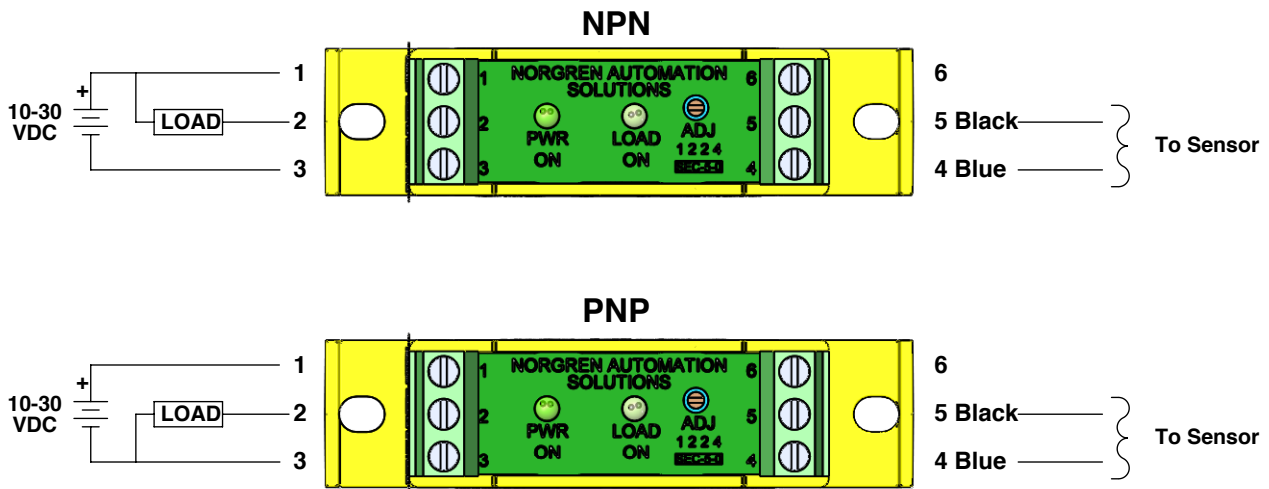 NPN
10-30
VDC
+
LOAD
1
2
3
1
2
3
NORGREN AUTOMATION
SOLUTIONS
PWR
ON
LOAD
ON
ADJ
1 2 2 4
6
5
4
6
5 Black
4 Blue
To Sensor
PNP
10-30
VDC
+
LOAD
1
2
3
1
2
3
NORGREN AUTOMATION
SOLUTIONS
PWR
ON
LOAD
ON
ADJ
1 2 2 4
6
5
4
6
5 Black
4 Blue
To Sensor